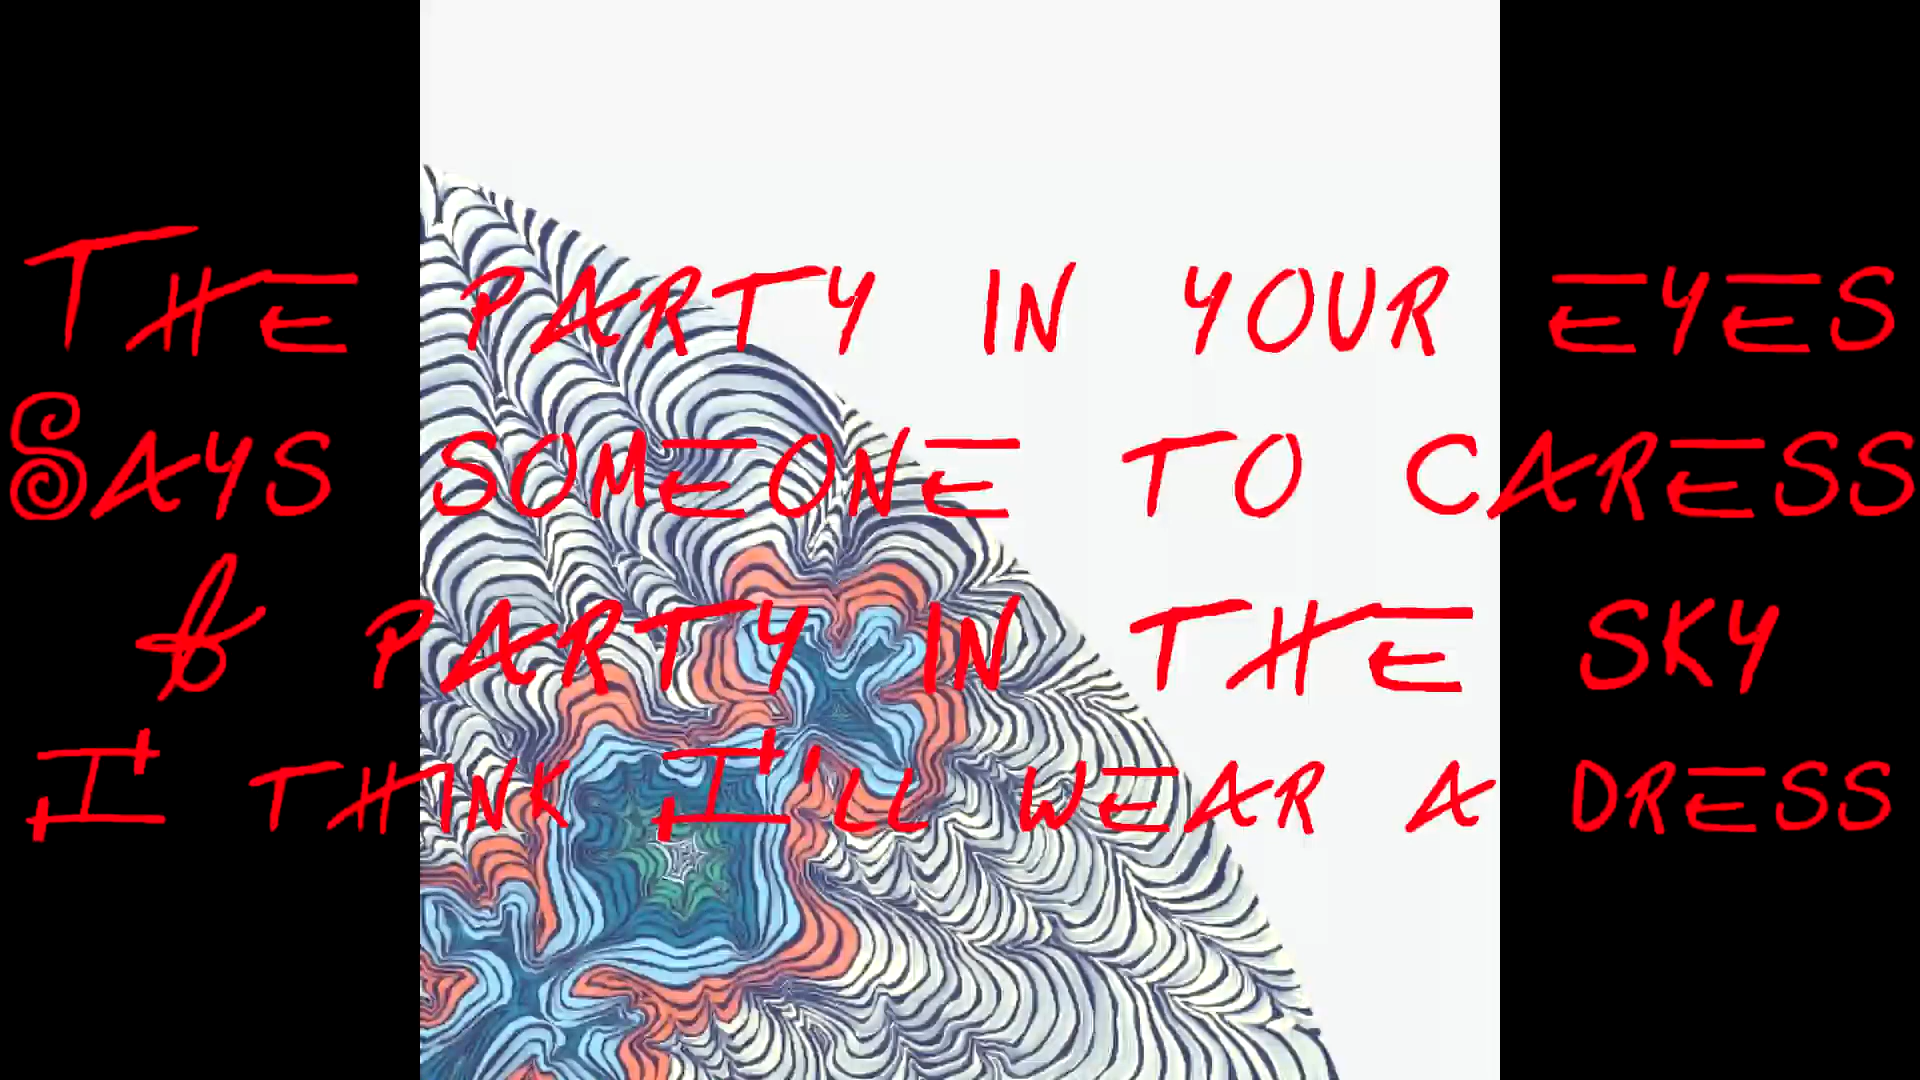 The party in your eyes
Says someone to caress
A party in the sky
I think I'll wear a dress